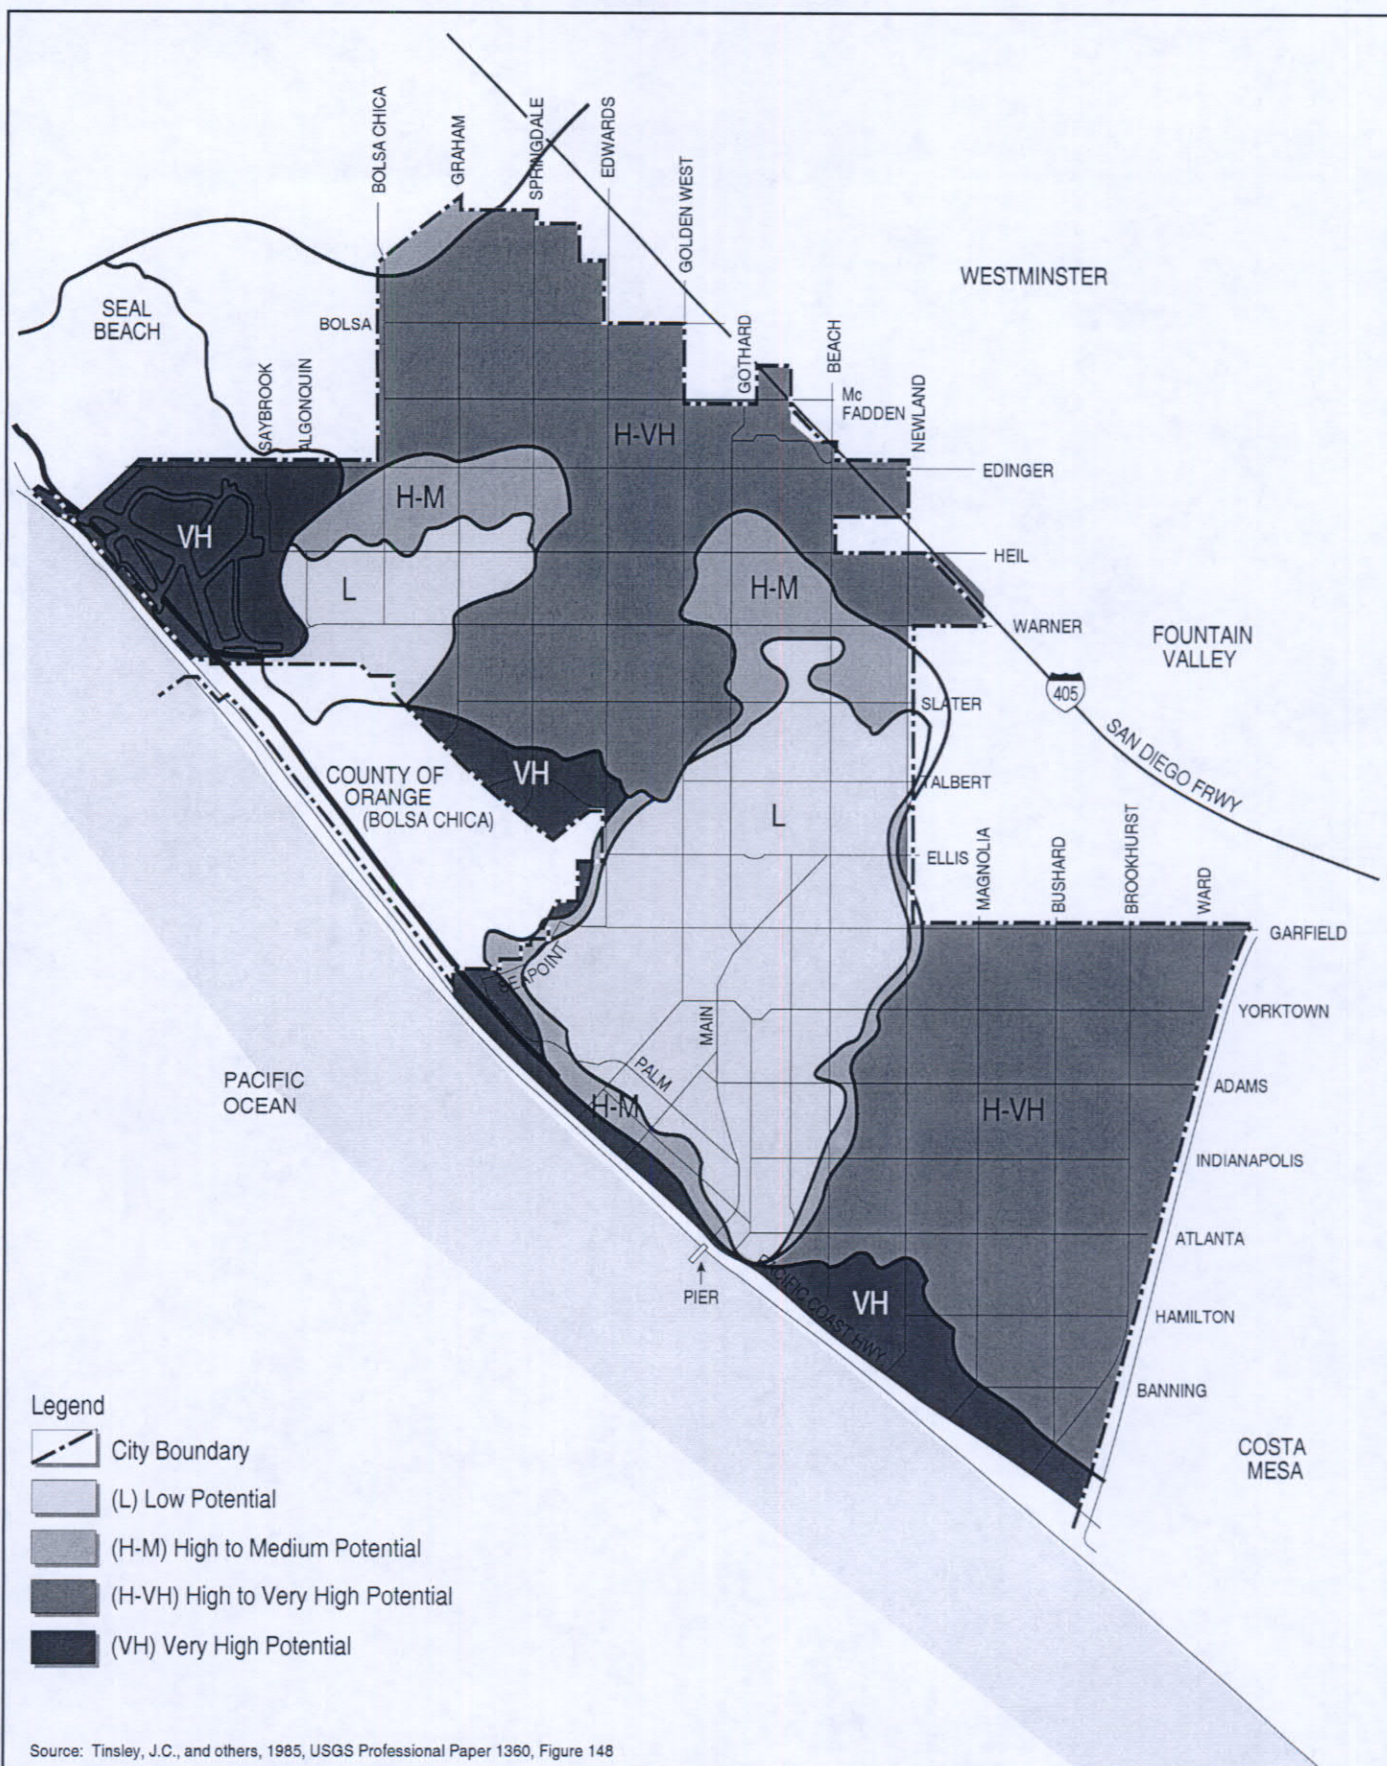 BOLSA CHICA
GRAHAM
SPRINGDALE
EDWARDS
GOLDEN WEST
WESTMINSTER
SEAL
BEACH
BOLSA
GOTHARD
BEACH
Mc
FADDEN
NEWLAND
SAYBROOK
ALGONQUIN
H-VH
EDINGER
H-M
VH
HEIL
L
H-M
WARNER
FOUNTAIN
VALLEY
405
SLATER
SAN DIEGO FRWY
COUNTY OF
ORANGE
(BOLSA CHICA)
VH
TALBERT
L
ELLIS
MAGNOLIA
BUSHARD
BROOKHURST
WARD
GARFIELD
SEAPOINT
YORKTOWN
MAIN
PALM
PACIFIC
OCEAN
ADAMS
H-M
H-VH
INDIANAPOLIS
ATLANTA
PIER
PACIFIC COAST HWY
VH
HAMILTON
BANNING
COSTA
MESA
Legend
City Boundary
(L) Low Potential
(H-M) High to Medium Potential
(H-VH) High to Very High Potential
(VH) Very High Potential
Source: Tinsley, J.C., and others, 1985, USGS Professional Paper 1360, Figure 148